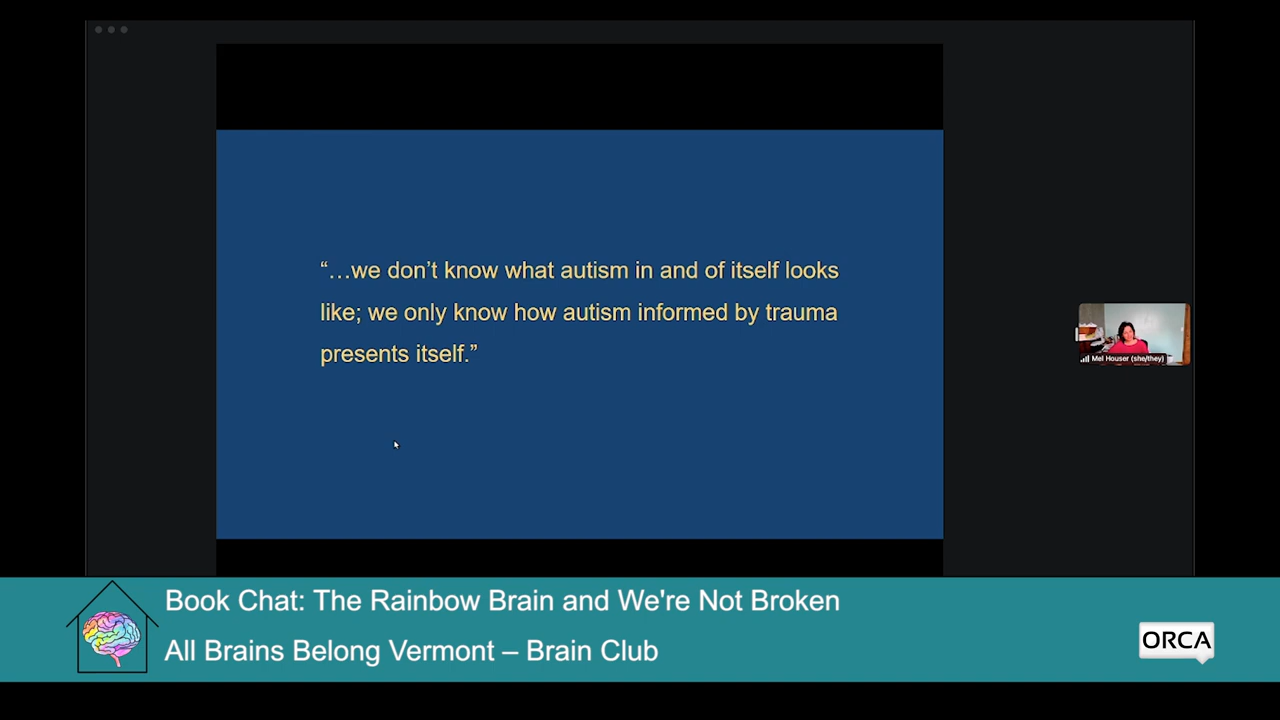 “…we don’t know what autism in and of itself looks
like; we only know how autism informed by trauma
presents itself.”
Mel Houser (she/they)
Book Chat: The Rainbow Brain and We're Not Broken
All Brains Belong Vermont – Brain Club
ORCA